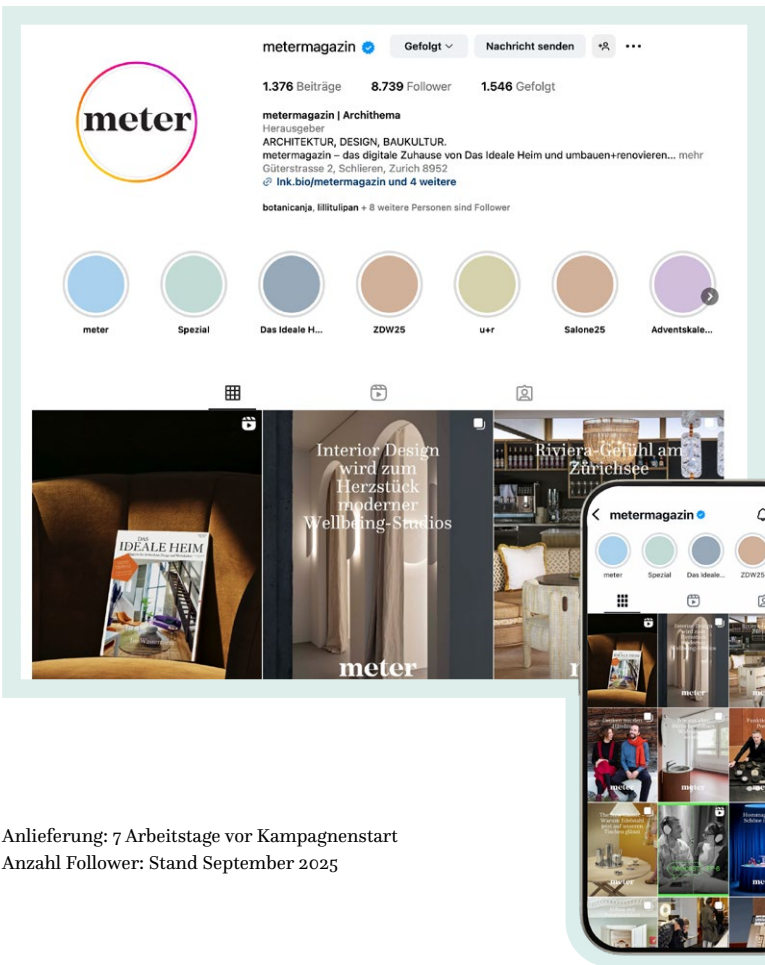 metermagazin
Gefolgt
Nachricht senden
1.376 Beiträge 8.739 Follower 1.546 Gefolgt
meter
metermagazin | Archithema
Herausgeber
ARCHITEKTUR, DESIGN, BAUKULTUR.
metermagazin – das digitale Zuhause von Das Ideale Heim und umbauen+renovieren... mehr
Güterstrasse 2, Schlieren, Zurich 8952
lnk.bio/metermagazin und 4 weitere
botanicanja, lillitulipan + 8 weitere Personen sind Follower
meter Spezial Das Ideale H... ZDW25 u+r Salone25 Adventskale...
DAS
IDEALE HEIM
Interior Design
wird zum
Herzstück
moderner
Wellbeing-Studios
meter
Riviera-Gefühl am
Zürichsee
metermagazin
meter Spezial Das Ideale... ZDW25
meter
meter
meter
meter
Anlieferung: 7 Arbeitstage vor Kampagnenstart
Anzahl Follower: Stand September 2025